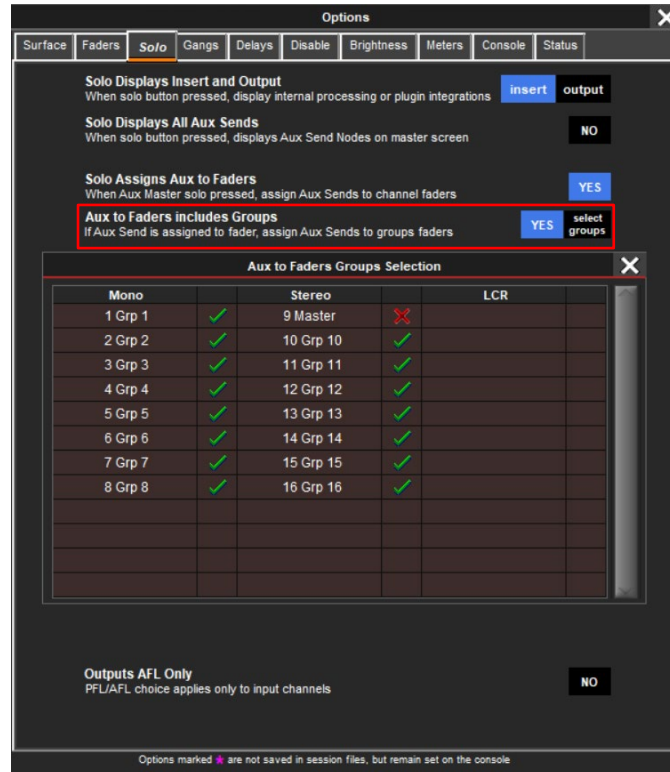 Options
Surface Faders Solo Gangs Delays Disable Brightness Meters Console Status
Solo Displays Insert and Output
When solo button pressed, display internal processing or plugin integrations insert output
Solo Displays All Aux Sends
When solo button pressed, displays Aux Send Nodes on master screen NO
Solo Assigns Aux to Faders
When Aux Master solo pressed, assign Aux Sends to channel faders YES
Aux to Faders includes Groups
If Aux Send is assigned to fader, assign Aux Sends to groups faders YES select groups
Aux to Faders Groups Selection
Mono Stereo LCR
1 Grp 1 9 Master
2 Grp 2 10 Grp 10
3 Grp 3 11 Grp 11
4 Grp 4 12 Grp 12
5 Grp 5 13 Grp 13
6 Grp 6 14 Grp 14
7 Grp 7 15 Grp 15
8 Grp 8 16 Grp 16
Outputs AFL Only
PFL/AFL choice applies only to input channels NO
Options marked * are not saved in session files, but remain set on the console